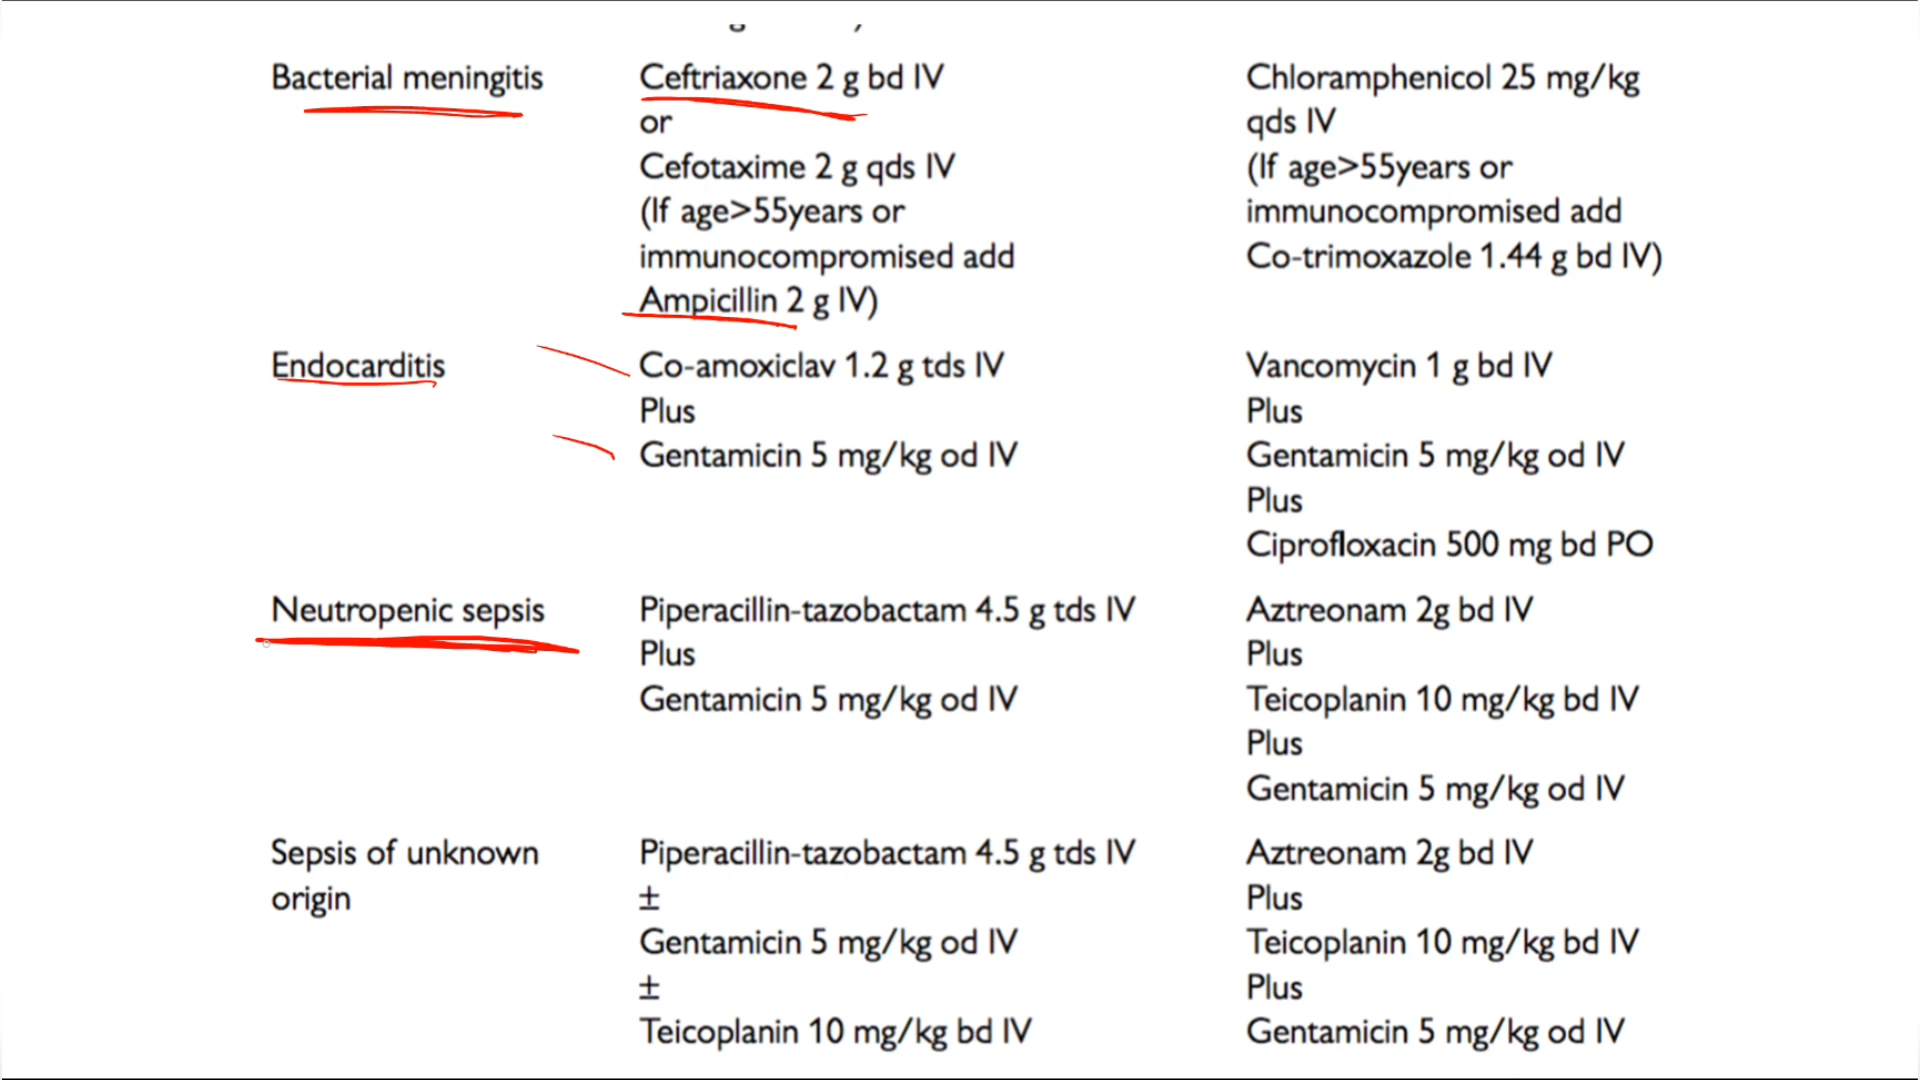 Bacterial meningitis
Ceftriaxone 2 g bd IV
or
Cefotaxime 2 g qds IV
(If age>55years or
immunocompromised add
Ampicillin 2 g IV)
Chloramphenicol 25 mg/kg
qds IV
(If age>55years or
immunocompromised add
Co-trimoxazole 1.44 g bd IV)
Endocarditis
Co-amoxiclav 1.2 g tds IV
Plus
Gentamicin 5 mg/kg od IV
Vancomycin 1 g bd IV
Plus
Gentamicin 5 mg/kg od IV
Plus
Ciprofloxacin 500 mg bd PO
Neutropenic sepsis
Piperacillin-tazobactam 4.5 g tds IV
Plus
Gentamicin 5 mg/kg od IV
Aztreonam 2g bd IV
Plus
Teicoplanin 10 mg/kg bd IV
Plus
Gentamicin 5 mg/kg od IV
Sepsis of unknown
origin
Piperacillin-tazobactam 4.5 g tds IV
±
Gentamicin 5 mg/kg od IV
±
Teicoplanin 10 mg/kg bd IV
Aztreonam 2g bd IV
Plus
Teicoplanin 10 mg/kg bd IV
Plus
Gentamicin 5 mg/kg od IV